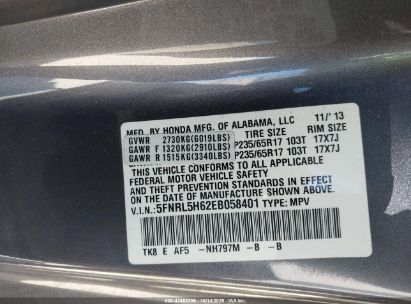 MFD. BY HONDA MFG. OF ALABAMA, LLC 11/'13
GVWR 2730KG(6019LBS) TIRE SIZE RIM SIZE
GAWR F 1320KG(2910LBS) P235/65R17 103T 17X7J
GAWR R 1515KG(3340LBS) P235/65R17 103T 17X7J
THIS VEHICLE CONFORMS TO ALL APPLICABLE
FEDERAL MOTOR VEHICLE SAFETY AND
THEFT PREVENTION STANDARDS IN EFFECT ON
THE DATE OF MANUFACTURE SHOWN ABOVE.
V.I.N: 5FNRL5H62EB058401 TYPE: MPV
TK8 E AF5 -NH797M -B -B